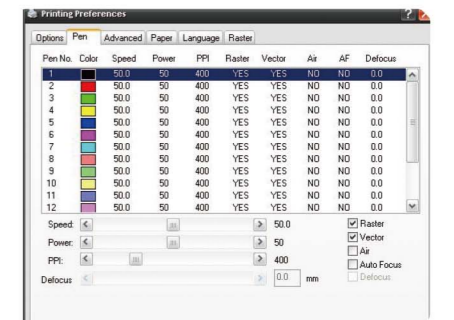 Printing Preferences ?
Options Pen Advanced Paper Language Raster
Pen No. Color Speed Power PPI Raster Vector Air AF Defocus
1 50.0 50 400 YES YES NO NO 0.0
2 50.0 50 400 YES YES NO NO 0.0
3 50.0 50 400 YES YES NO NO 0.0
4 50.0 50 400 YES YES NO NO 0.0
5 50.0 50 400 YES YES NO NO 0.0
6 50.0 50 400 YES YES NO NO 0.0
7 50.0 50 400 YES YES NO NO 0.0
8 50.0 50 400 YES YES NO NO 0.0
9 50.0 50 400 YES YES NO NO 0.0
10 50.0 50 400 YES YES NO NO 0.0
11 50.0 50 400 YES YES NO NO 0.0
12 50.0 50 400 YES YES NO NO 0.0
Speed: 50.0 Raster
Power: 50 Vector
Air
PPI: 400 Auto Focus
Defocus 0.0 mm Defocus